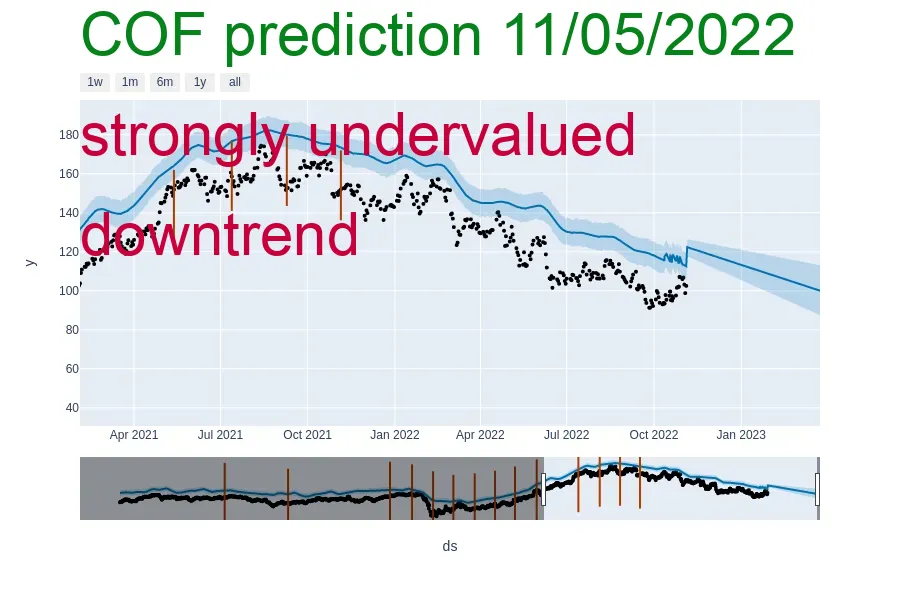 COF prediction 11/05/2022
1w 1m 6m 1y all
strongly undervalued
downtrend
180
160
140
120
100
80
60
40
y
Apr 2021 Jul 2021 Oct 2021 Jan 2022 Apr 2022 Jul 2022 Oct 2022 Jan 2023
ds